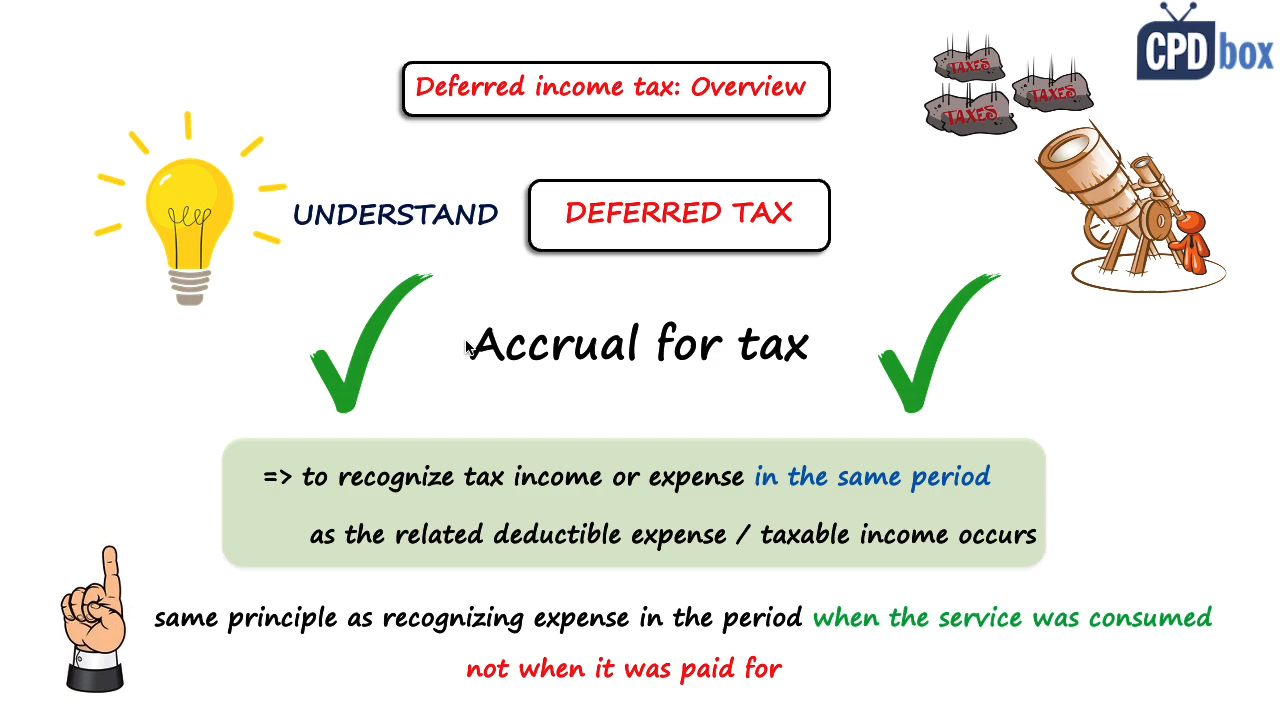 CPD box
Deferred income tax: Overview
TAXES
TAXES
TAXES
UNDERSTAND
DEFERRED TAX
Accrual for tax
=> to recognize tax income or expense in the same period
as the related deductible expense / taxable income occurs
same principle as recognizing expense in the period when the service was consumed
not when it was paid for